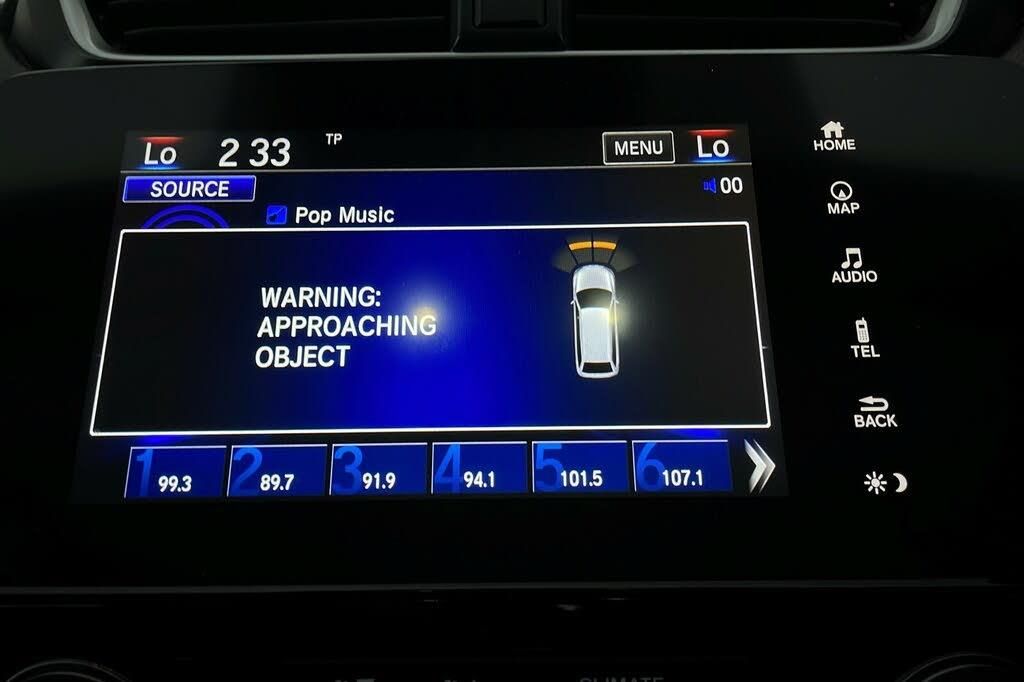 Lo 2 33 TP MENU Lo
HOME
SOURCE 00
Pop Music
MAP
WARNING:
APPROACHING
OBJECT
AUDIO
TEL
BACK
1 99.3 2 89.7 3 91.9 4 94.1 5 101.5 6 107.1
CLIMATE